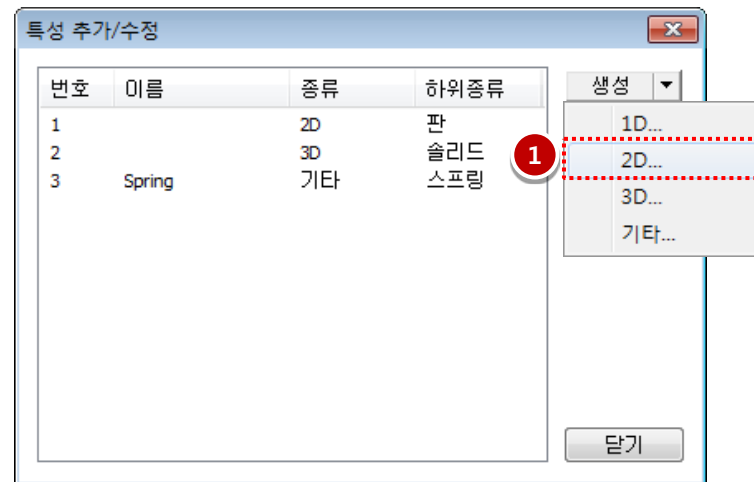 특성 추가/수정
번호 이름 종류 하위종류
1 2D 판
2 3D 솔리드
3 Spring 기타 스프링
생성
1D...
1
2D...
3D...
기타...
닫기